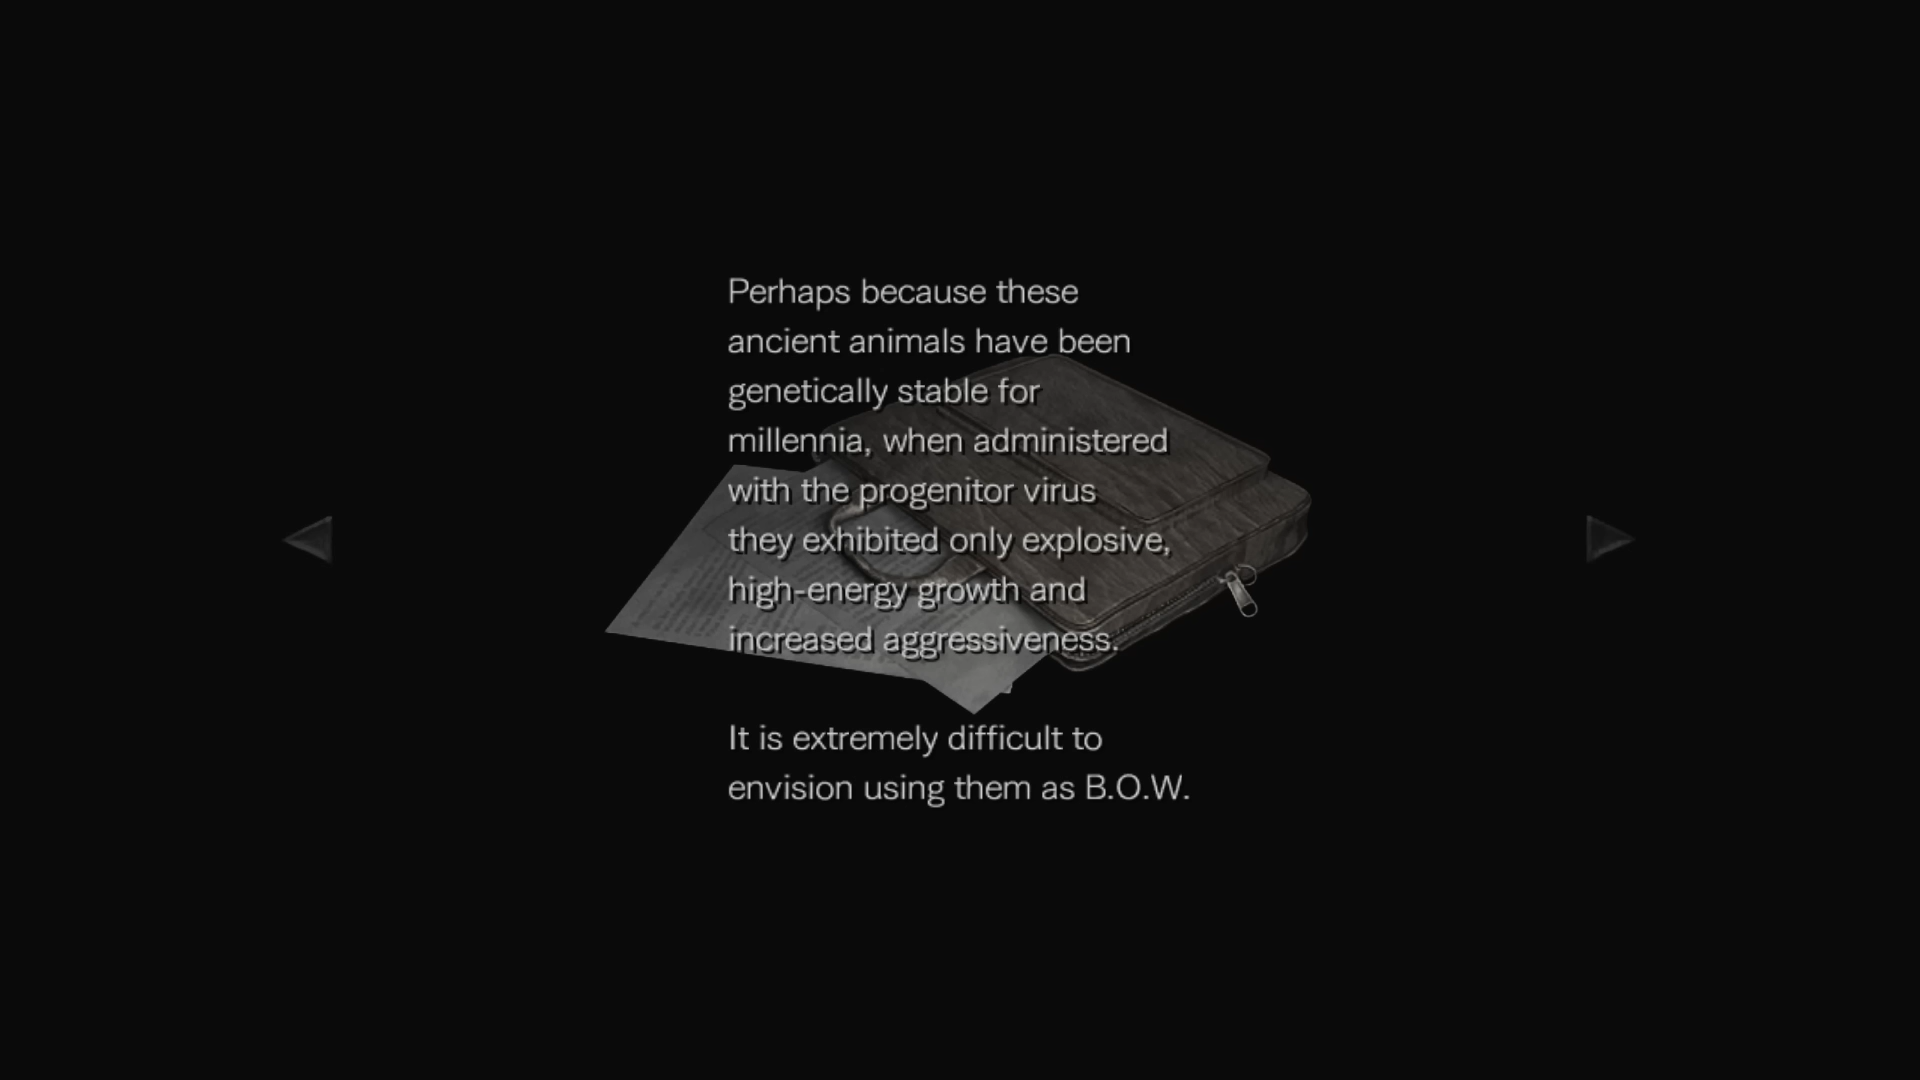 Perhaps because these
ancient animals have been
genetically stable for
millennia, when administered
with the progenitor virus
they exhibited only explosive,
high-energy growth and
increased aggressiveness.
It is extremely difficult to
envision using them as B.O.W.